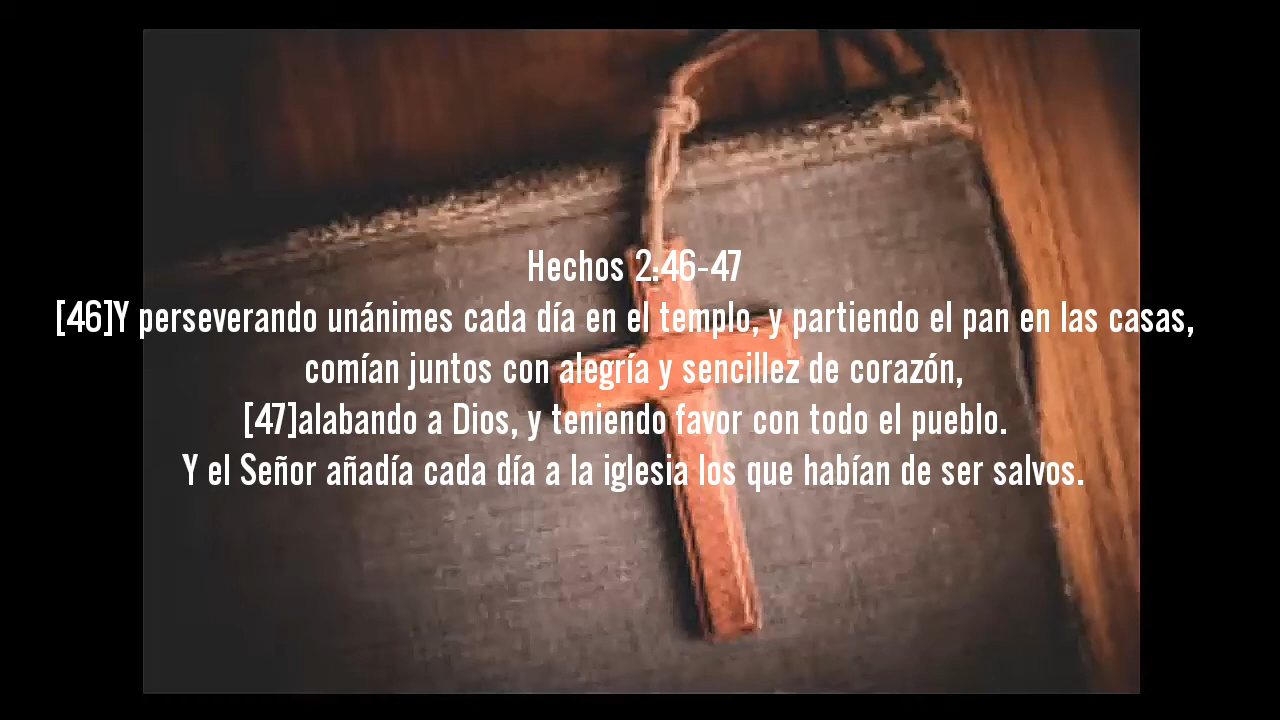 Hechos 2:46-47
[46]Y perseverando unánimes cada día en el templo, y partiendo el pan en las casas,
comían juntos con alegría y sencillez de corazón,
[47]alabando a Dios, y teniendo favor con todo el pueblo.
Y el Señor añadía cada día a la iglesia los que habían de ser salvos.